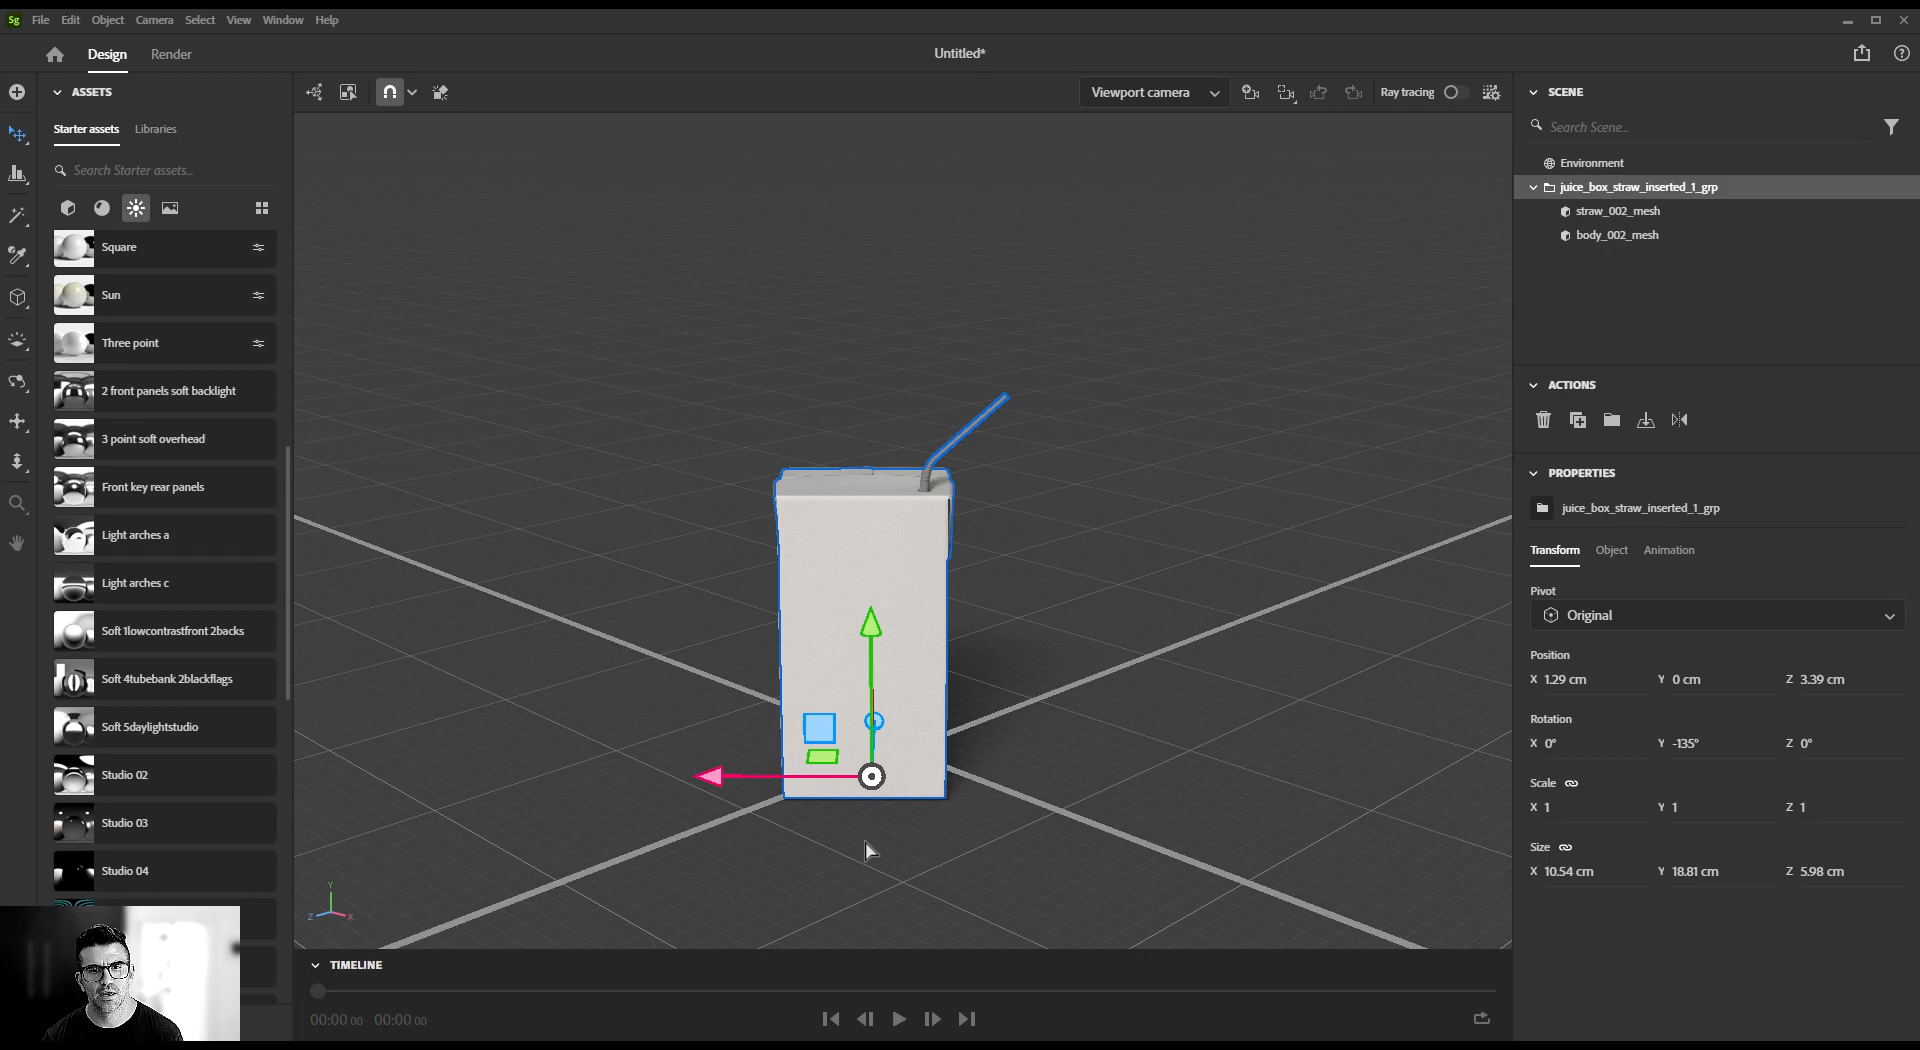 Sg File Edit Object Camera Select View Window Help
Design Render
Untitled*
ASSETS
Starter assets Libraries
Search Starter assets...
Square
Sun
Three point
2 front panels soft backlight
3 point soft overhead
Front key rear panels
Light arches a
Light arches c
Soft 1lowcontrastfront 2backs
Soft 4tubebank 2blackflags
Soft 5daylightstudio
Studio 02
Studio 03
Studio 04
Viewport camera
Ray tracing
Y
Z X
TIMELINE
00:00 00 00:00 00
SCENE
Search Scene...
Environment
juice_box_straw_inserted_1_grp
straw_002_mesh
body_002_mesh
ACTIONS
PROPERTIES
juice_box_straw_inserted_1_grp
Transform Object Animation
Pivot
Original
Position
X 1.29 cm Y 0 cm Z 3.39 cm
Rotation
X 0° Y -135° Z 0°
Scale
X 1 Y 1 Z 1
Size
X 10.54 cm Y 18.81 cm Z 5.98 cm